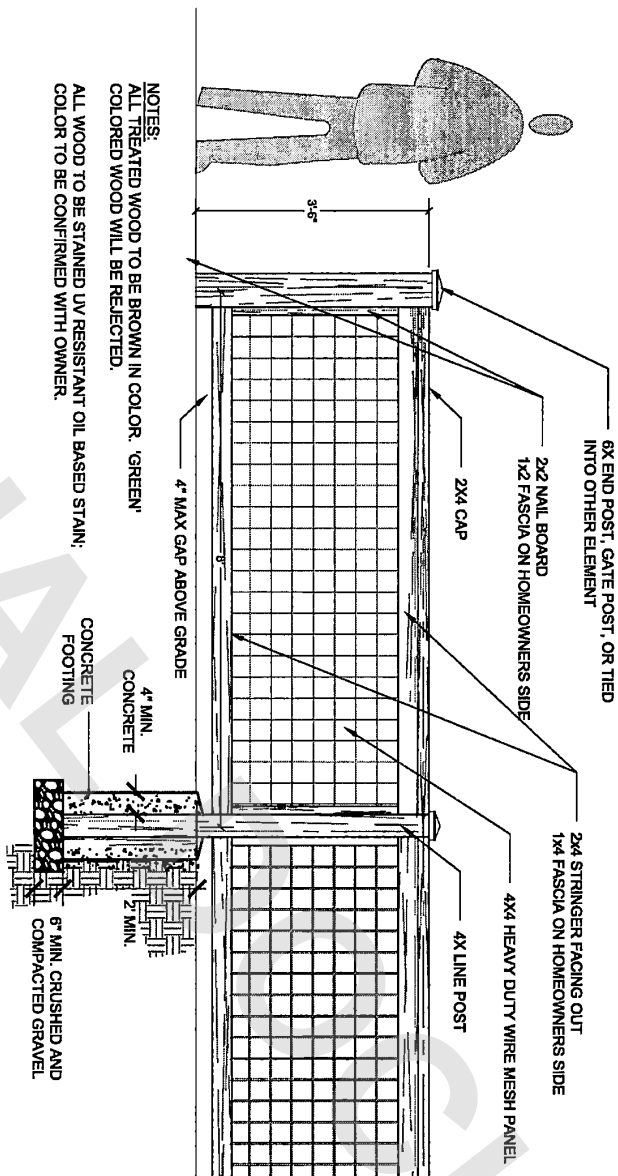 6X END POST, GATE POST, OR TIED
INTO OTHER ELEMENT
2x2 NAIL BOARD
1x2 FASCIA ON HOMEOWNERS SIDE
2X4 CAP
2x4 STRINGER FACING OUT
1x4 FASCIA ON HOMEOWNERS SIDE
4X4 HEAVY DUTY WIRE MESH PANEL
4X LINE POST
3'-6"
8'
4" MAX GAP ABOVE GRADE
4" MIN.
CONCRETE
CONCRETE
FOOTING
2' MIN.
6" MIN. CRUSHED AND
COMPACTED GRAVEL
NOTES:
ALL TREATED WOOD TO BE BROWN IN COLOR. 'GREEN'
COLORED WOOD WILL BE REJECTED.
ALL WOOD TO BE STAINED UV RESISTANT OIL BASED STAIN;
COLOR TO BE CONFIRMED WITH OWNER.